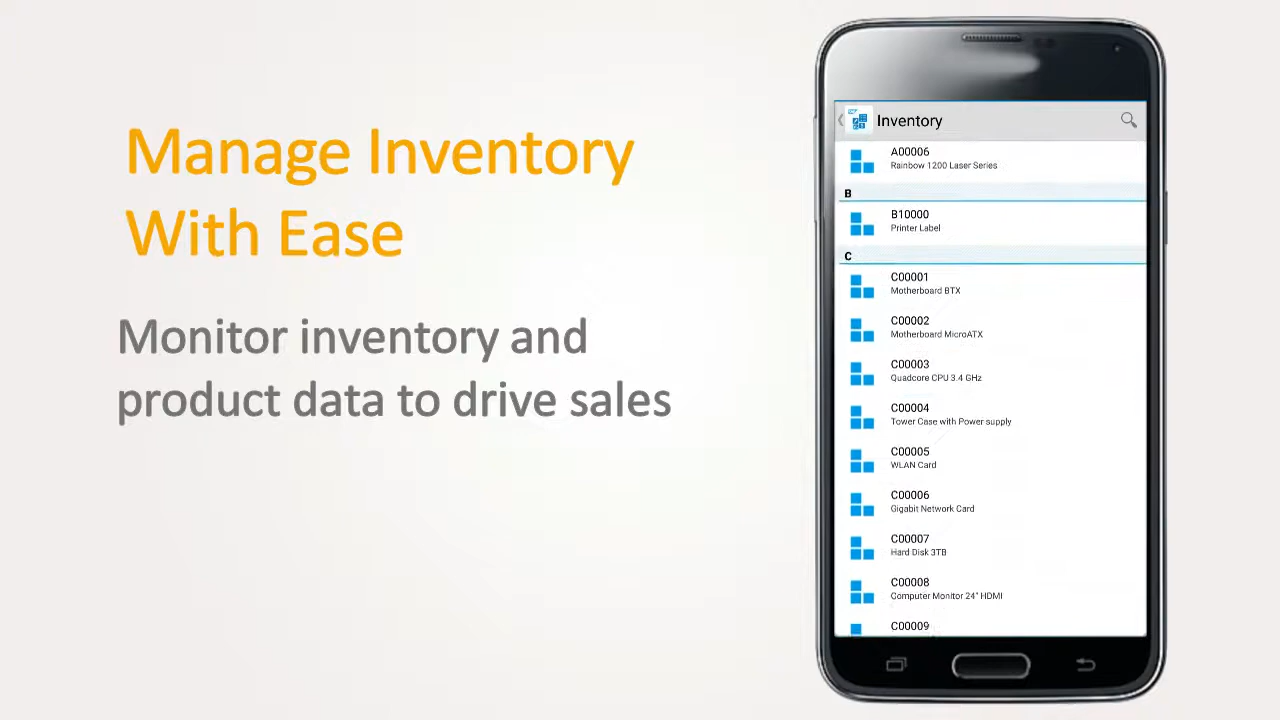 Manage Inventory
With Ease
Monitor inventory and
product data to drive sales
Inventory
A00006
Rainbow 1200 Laser Series
B
B10000
Printer Label
C
C00001
Motherboard BTX
C00002
Motherboard MicroATX
C00003
Quadcore CPU 3.4 GHz
C00004
Tower Case with Power supply
C00005
WLAN Card
C00006
Gigabit Network Card
C00007
Hard Disk 3TB
C00008
Computer Monitor 24" HDMI
C00009